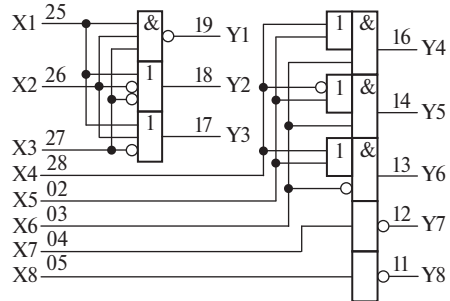 X1 25 & 19 Y1
X2 26 1 18 Y2
X3 27 1 17 Y3
X4 28
X5 02
X6 03
X7 04
X8 05
1 & 16 Y4
1 & 14 Y5
1 & 13 Y6
12 Y7
11 Y8